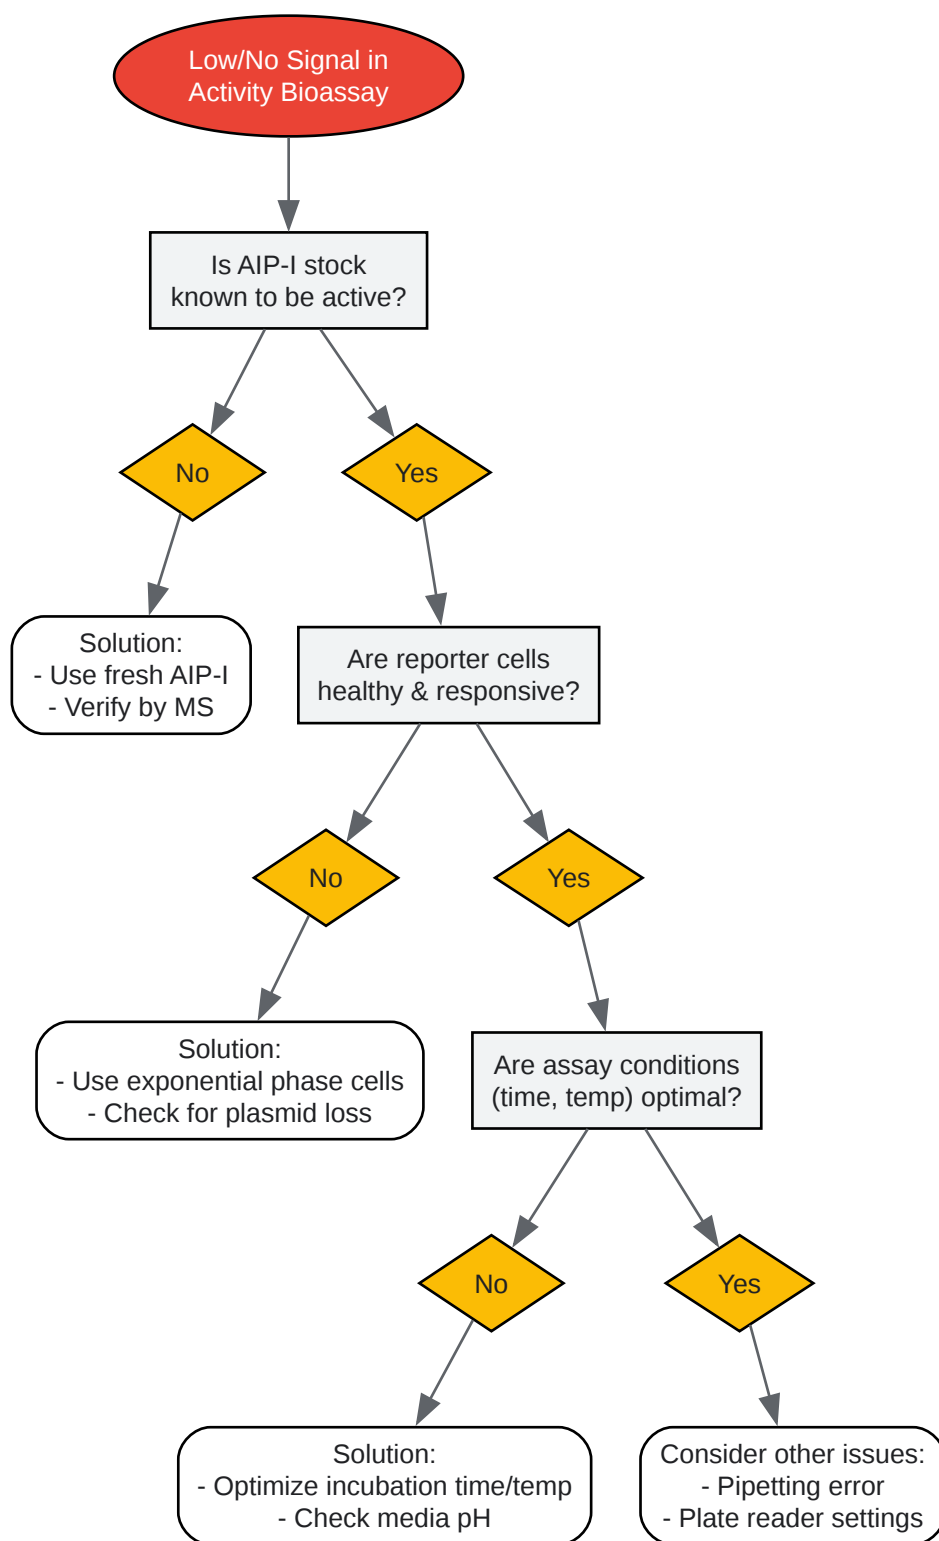 Low/No Signal in
Activity Bioassay
Is AIP-I stock
known to be active?
No
Yes
Solution:
- Use fresh AIP-I
- Verify by MS
Are reporter cells
healthy & responsive?
No
Yes
Solution:
- Use exponential phase cells
- Check for plasmid loss
Are assay conditions
(time, temp) optimal?
No
Yes
Solution:
- Optimize incubation time/temp
- Check media pH
Consider other issues:
- Pipetting error
- Plate reader settings